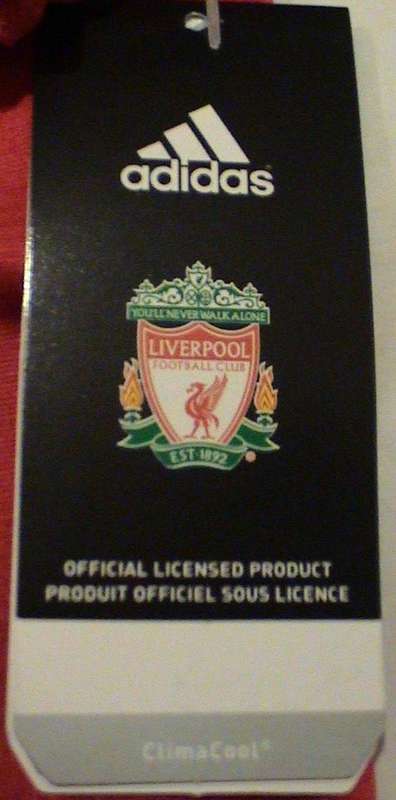 adidas
YOU'LL NEVER WALK ALONE
LIVERPOOL
FOOTBALL CLUB
EST·1892
OFFICIAL LICENSED PRODUCT
PRODUIT OFFICIEL SOUS LICENCE
ClimaCool®